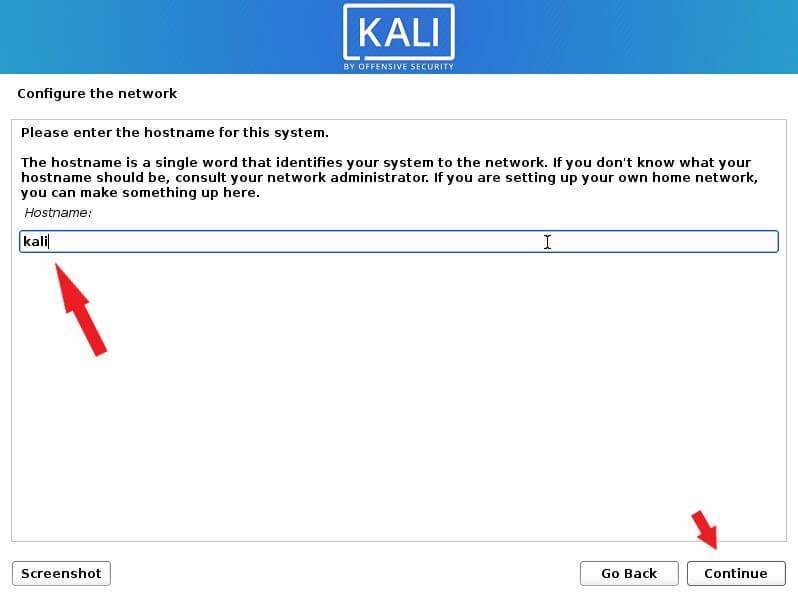 KALI
BY OFFENSIVE SECURITY
Configure the network
Please enter the hostname for this system.
The hostname is a single word that identifies your system to the network. If you don't know what your
hostname should be, consult your network administrator. If you are setting up your own home network,
you can make something up here.
Hostname:
kali
Screenshot
Go Back
Continue